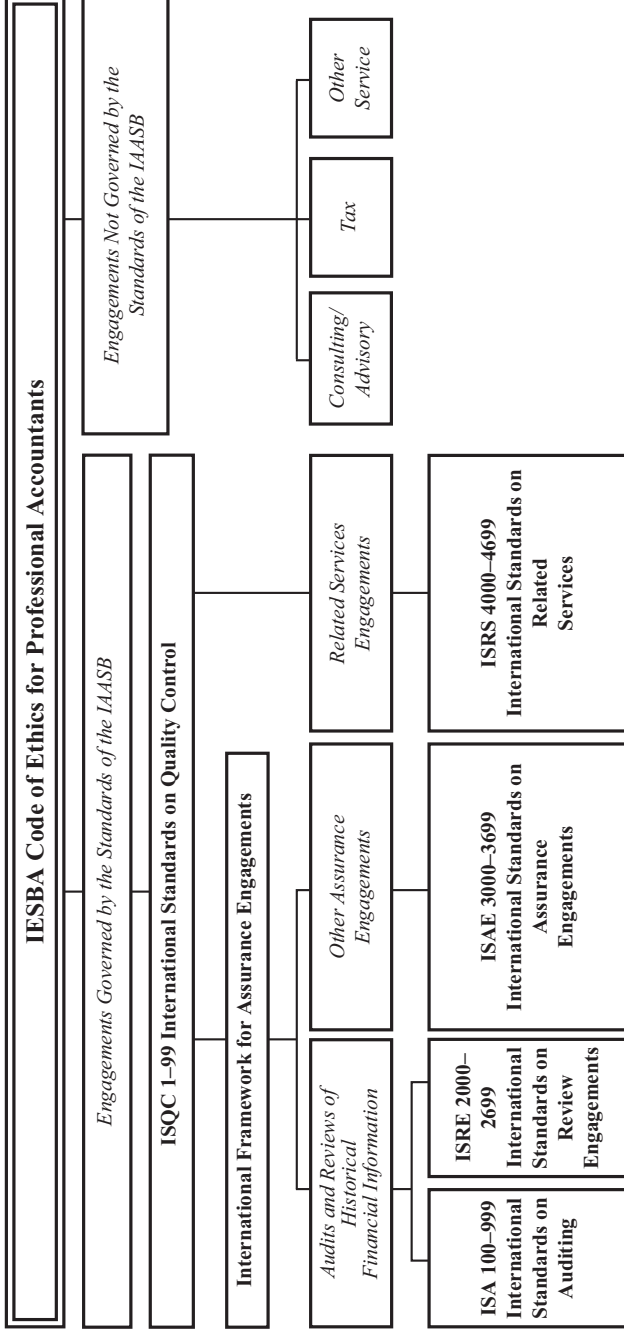 IESBA Code of Ethics for Professional Accountants
Engagements Governed by the Standards of the IAASB
Engagements Not Governed by the
Standards of the IAASB
ISQC 1–99 International Standards on Quality Control
International Framework for Assurance Engagements
Audits and Reviews of
Historical
Financial Information
Other Assurance
Engagements
Related Services
Engagements
Consulting/
Advisory
Tax
Other
Service
ISA 100–999
International
Standards on
Auditing
ISRE 2000–
2699
International
Standards on
Review
Engagements
ISAE 3000–3699
International Standards on
Assurance
Engagements
ISRS 4000–4699
International Standards on
Related
Services